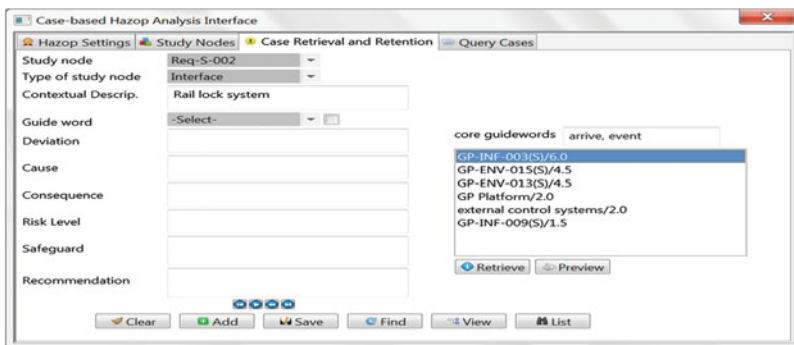 Case-based Hazop Analysis Interface
Hazop Settings Study Nodes Case Retrieval and Retention Query Cases
Study node Req-S-002
Type of study node Interface
Contextual Descrip. Rail lock system
Guide word -Select-
Deviation
Cause
Consequence
Risk Level
Safeguard
Recommendation
core guidewords arrive, event
GP-INF-003(S)/6.0
GP-ENV-015(S)/4.5
GP-ENV-013(S)/4.5
GP Platform/2.0
external control systems/2.0
GP-INF-009(S)/1.5
Retrieve Preview
Clear Add Save Find View List